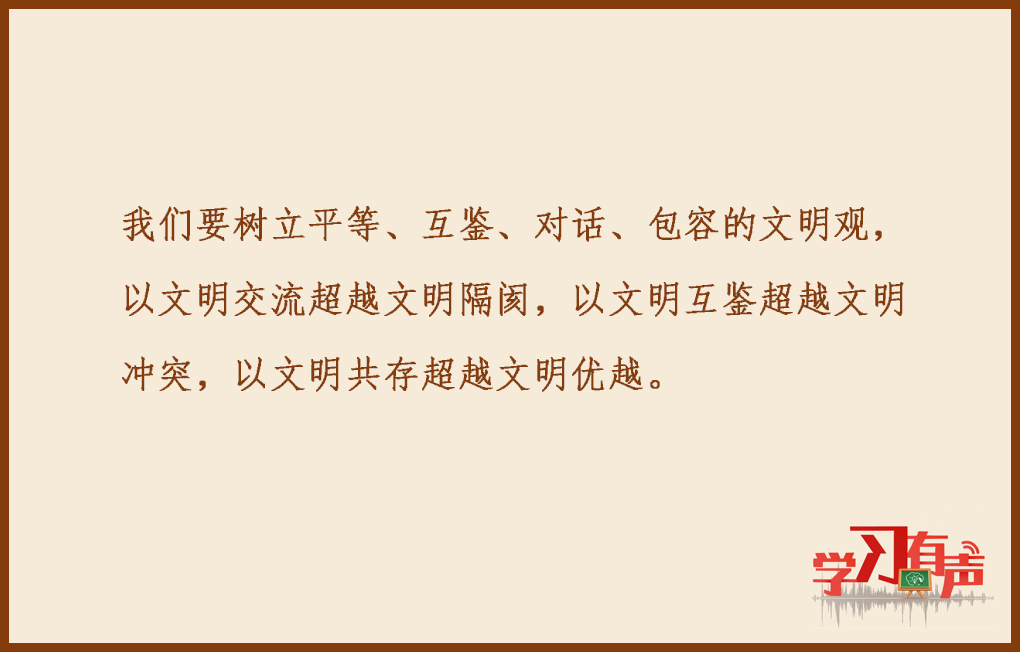 我们要树立平等、互鉴、对话、包容的文明观，
以文明交流超越文明隔阂，以文明互鉴超越文明
冲突，以文明共存超越文明优越。
学习有声